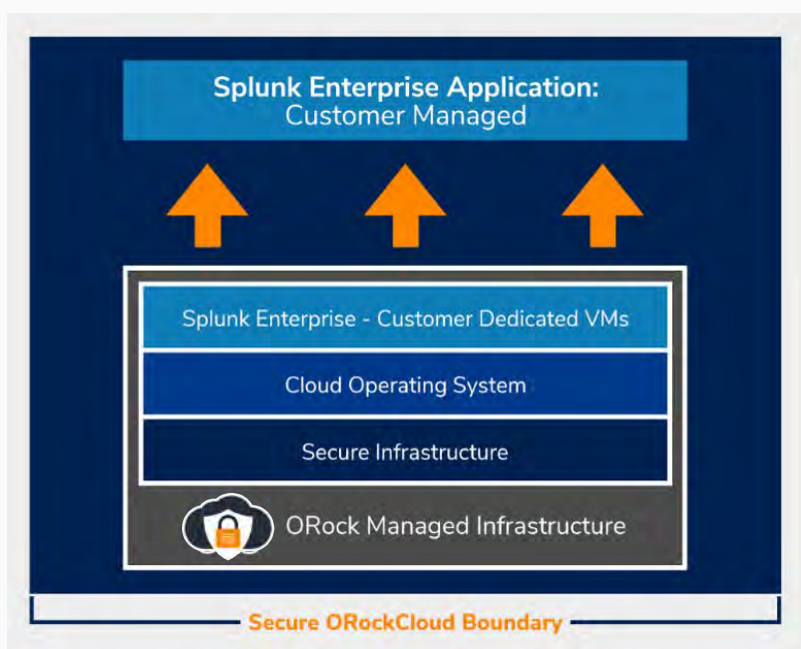 Splunk Enterprise Application:
Customer Managed
Splunk Enterprise - Customer Dedicated VMs
Cloud Operating System
Secure Infrastructure
ORock Managed Infrastructure
Secure ORockCloud Boundary